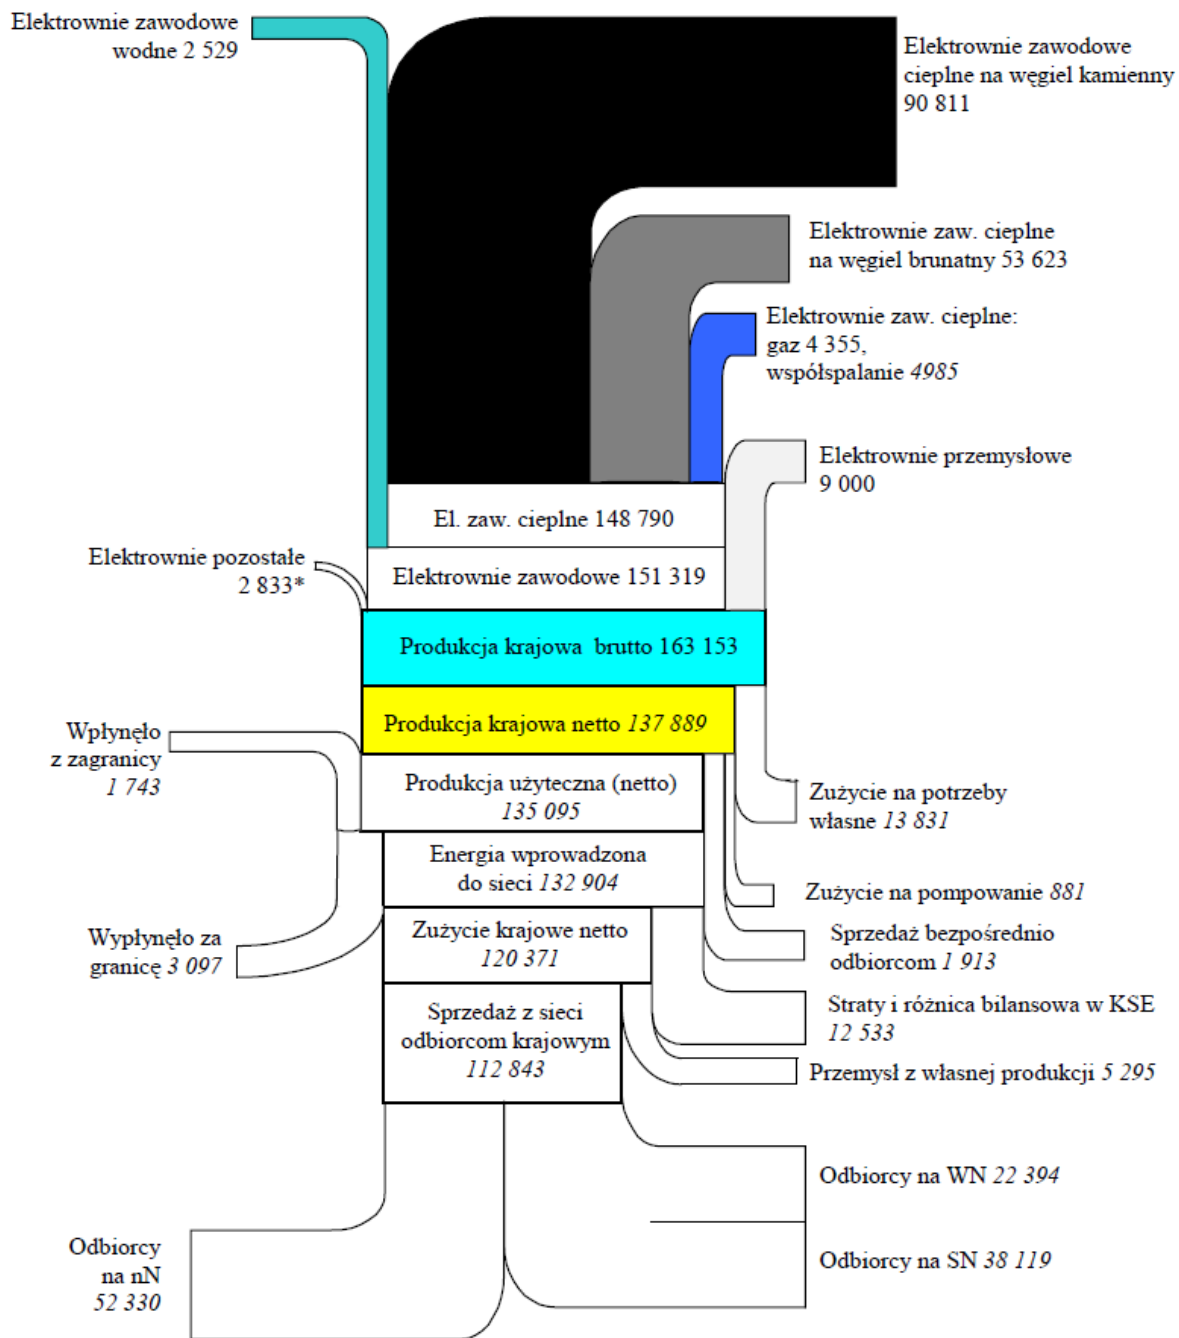 Elektrownie zawodowe
wodne 2 529
Elektrownie zawodowe
cieplne na węgiel kamienny
90 811
Elektrownie zaw. cieplne
na węgiel brunatny 53 623
Elektrownie zaw. cieplne:
gaz 4 355,
współspalanie 4985
Elektrownie przemysłowe
9 000
El. zaw. cieplne 148 790
Elektrownie pozostałe
2 833*
Elektrownie zawodowe 151 319
Produkcja krajowa  brutto 163 153
Produkcja krajowa netto 137 889
Wpłynęło
z zagranicy
1 743
Produkcja użyteczna (netto)
135 095
Zużycie na potrzeby
własne 13 831
Energia wprowadzona
do sieci 132 904
Zużycie na pompowanie 881
Wypłynęło za
granicę 3 097
Zużycie krajowe netto
120 371
Sprzedaż bezpośrednio
odbiorcom 1 913
Sprzedaż z sieci
odbiorcom krajowym
112 843
Straty i różnica bilansowa w KSE
12 533
Przemysł z własnej produkcji 5 295
Odbiorcy na WN 22 394
Odbiorcy
na nN
52 330
Odbiorcy na SN 38 119